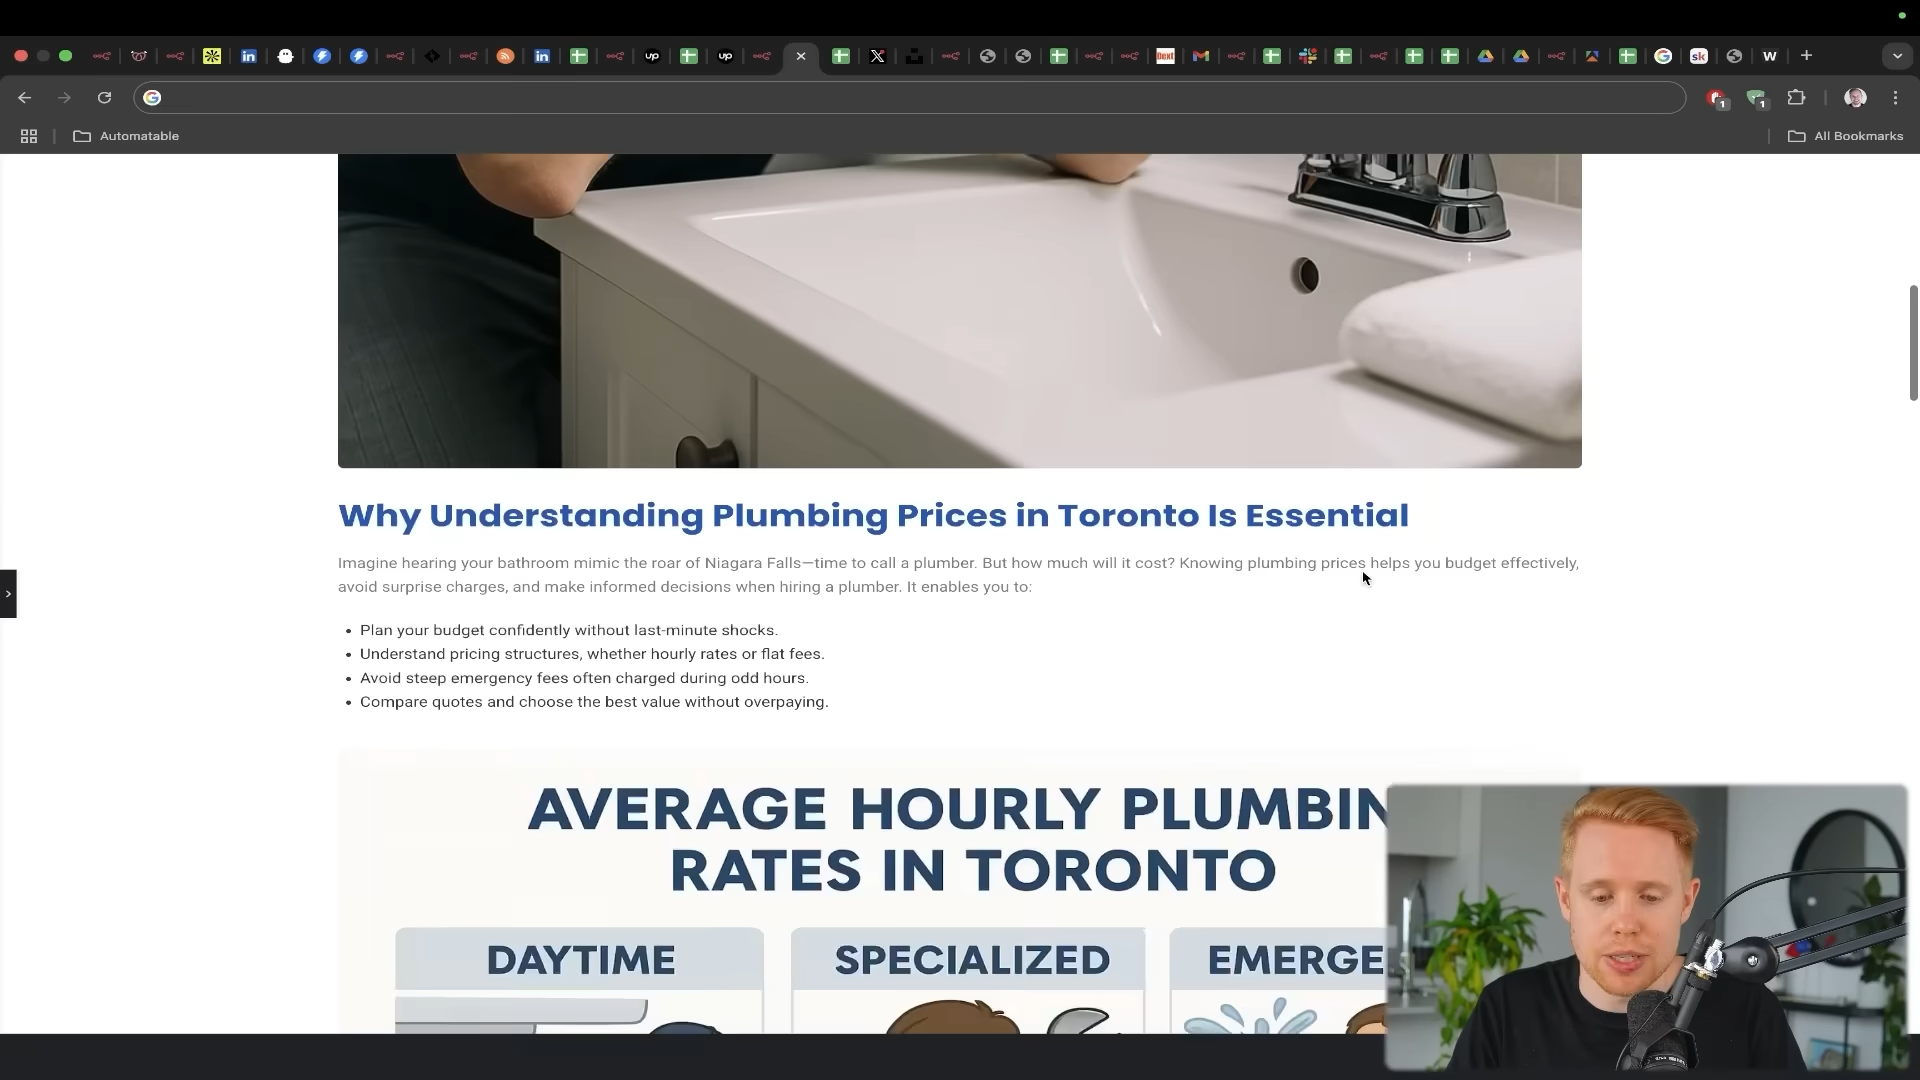 Automatable
All Bookmarks
Why Understanding Plumbing Prices in Toronto Is Essential
Imagine hearing your bathroom mimic the roar of Niagara Falls—time to call a plumber. But how much will it cost? Knowing plumbing prices helps you budget effectively,
avoid surprise charges, and make informed decisions when hiring a plumber. It enables you to:
• Plan your budget confidently without last-minute shocks.
• Understand pricing structures, whether hourly rates or flat fees.
• Avoid steep emergency fees often charged during odd hours.
• Compare quotes and choose the best value without overpaying.
AVERAGE HOURLY PLUMBIN
RATES IN TORONTO
DAYTIME
SPECIALIZED
EMERGE